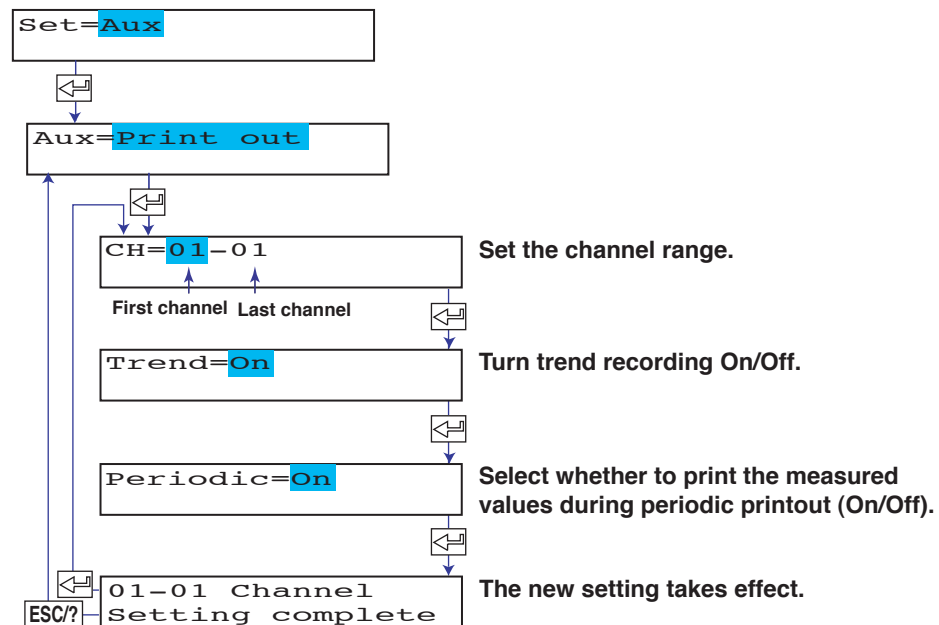 Set=Aux
Aux=Print out
CH=01-01
Set the channel range.
First channel Last channel
Trend=On
Turn trend recording On/Off.
Periodic=On
Select whether to print the measured
values during periodic printout (On/Off).
01-01 Channel
The new setting takes effect.
ESC/?
Setting complete